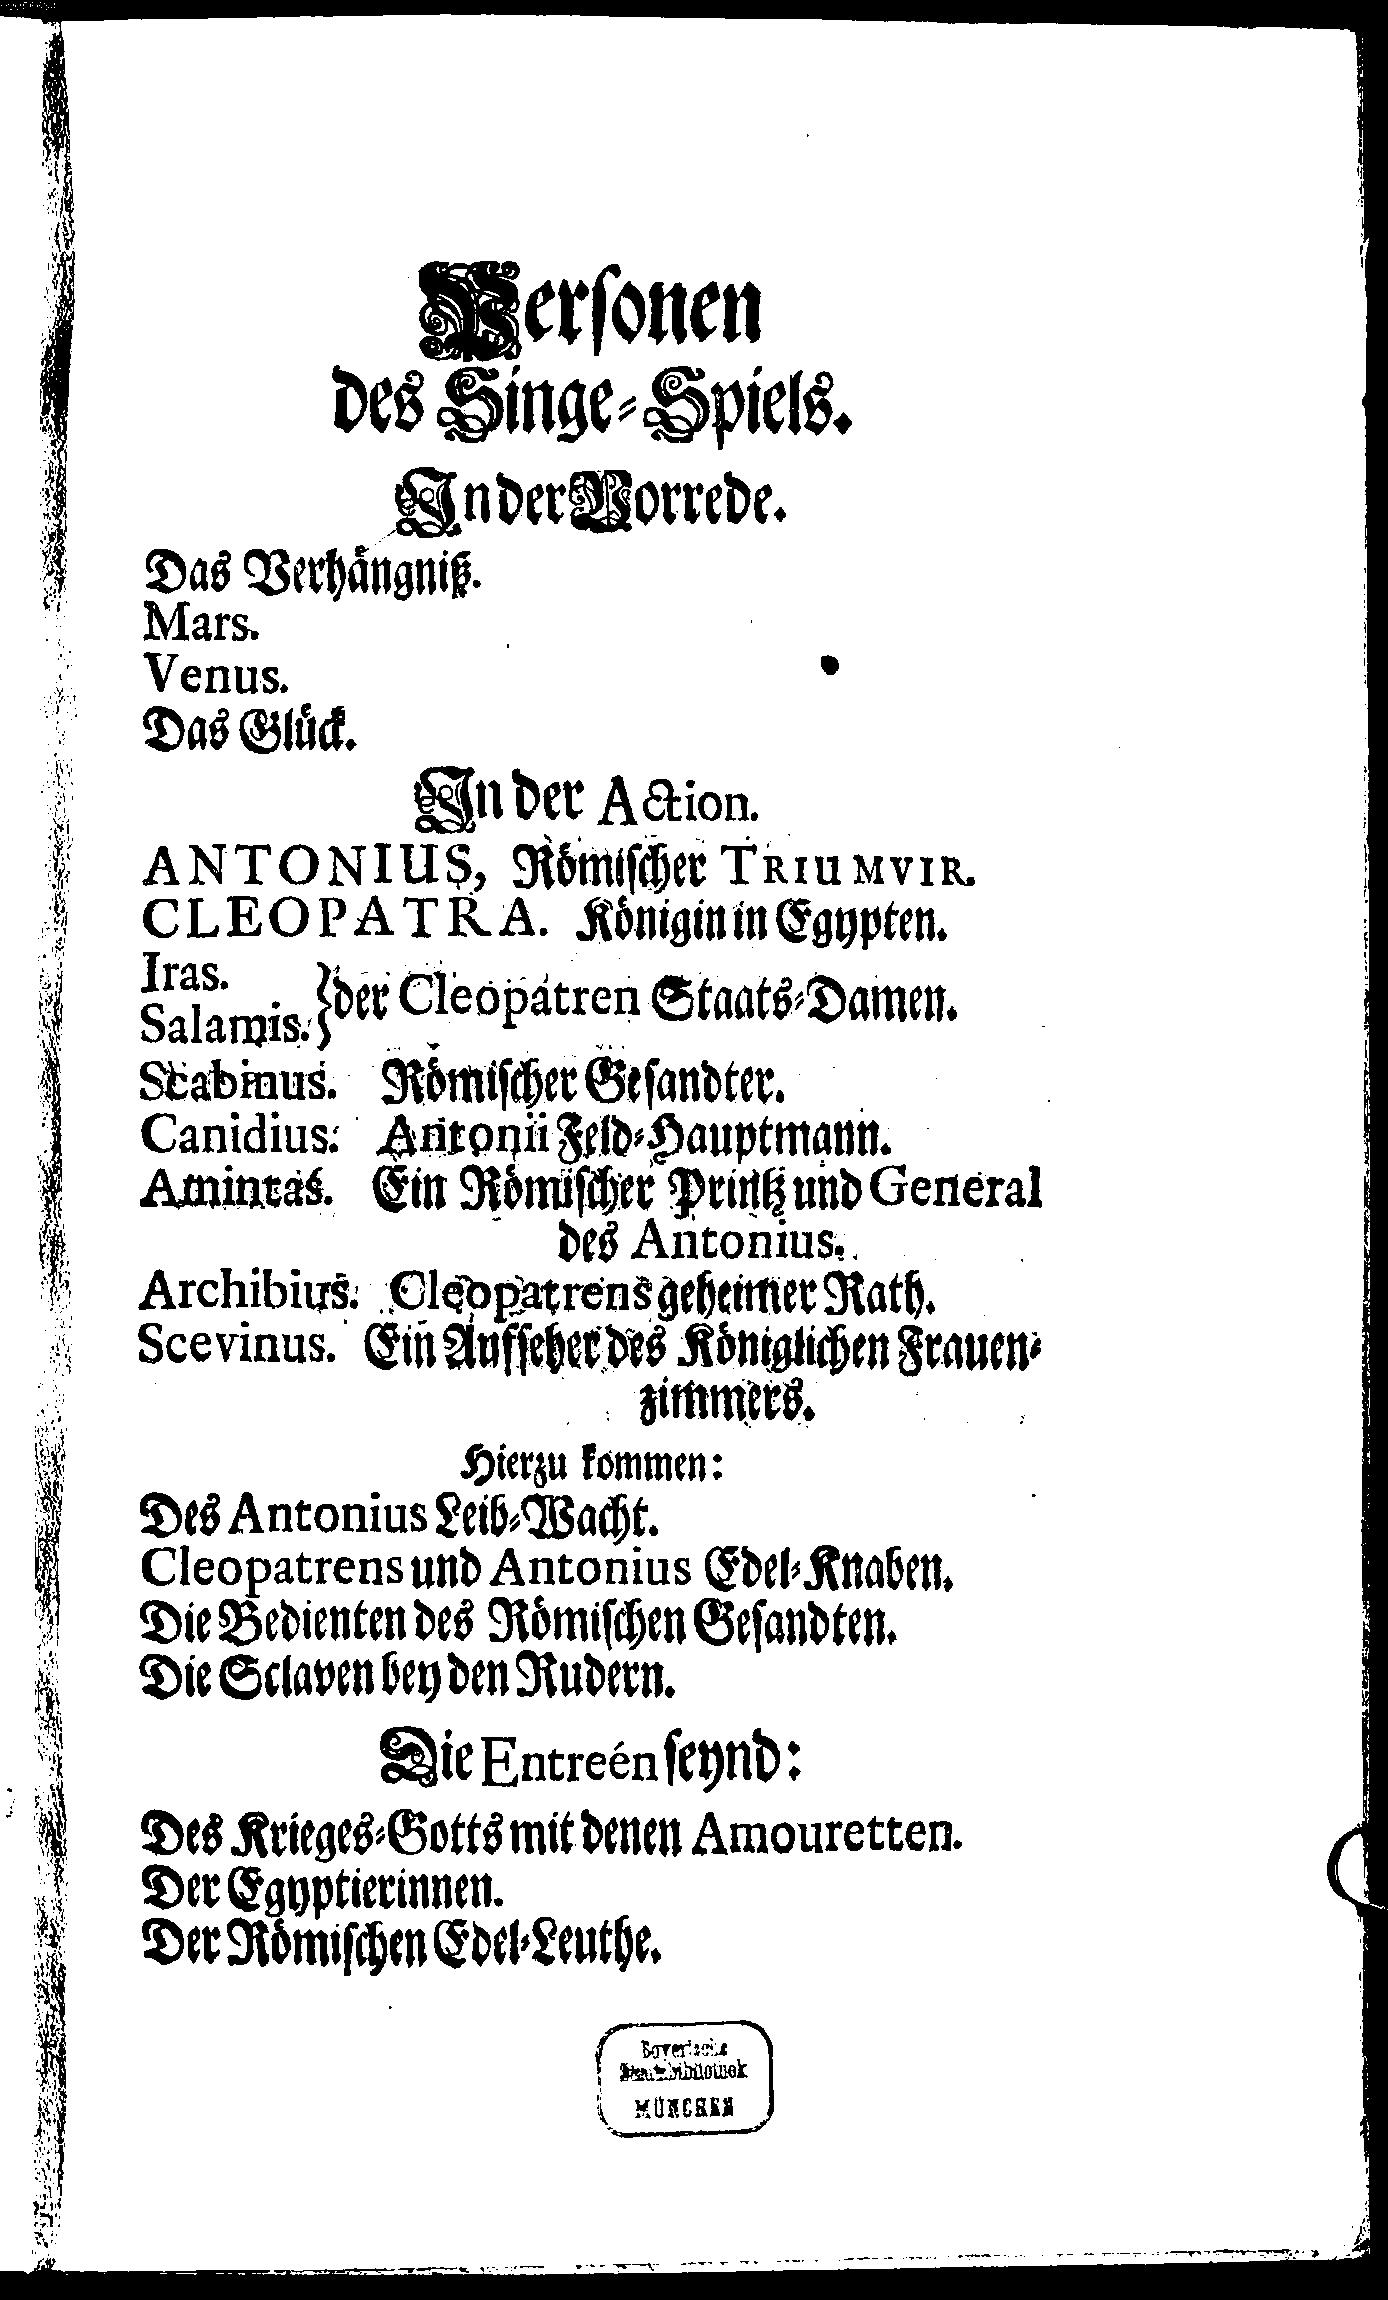 Personen
des Singe-Spiels.
In der Vorrede.
Das Verhängniß.
Mars.
Venus.
Das Glück.
In der Action.
ANTONIUS, Römischer TRIUMVIR.
CLEOPATRA. Königin in Egypten.
Iras.
Salamis. } der Cleopatren Staats-Damen.
Scabinus. Römischer Gesandter.
Canidius. Antonii Feld-Hauptmann.
Amintas. Ein Römischer Printz und General
des Antonius.
Archibius. Cleopatrens geheimer Rath.
Scevinus. Ein Aufseher des Königlichen Frauen-
zimmers.
Hierzu kommen:
Des Antonius Leib-Wacht.
Cleopatrens und Antonius Edel-Knaben.
Die Bedienten des Römischen Gesandten.
Die Sclaven bey den Rudern.
Die Entreén seynd:
Des Krieges-Gotts mit denen Amouretten.
Der Egyptierinnen.
Der Römischen Edel-Leuthe.
Bayerische
Staatsbibliothek
MÜNCHEN